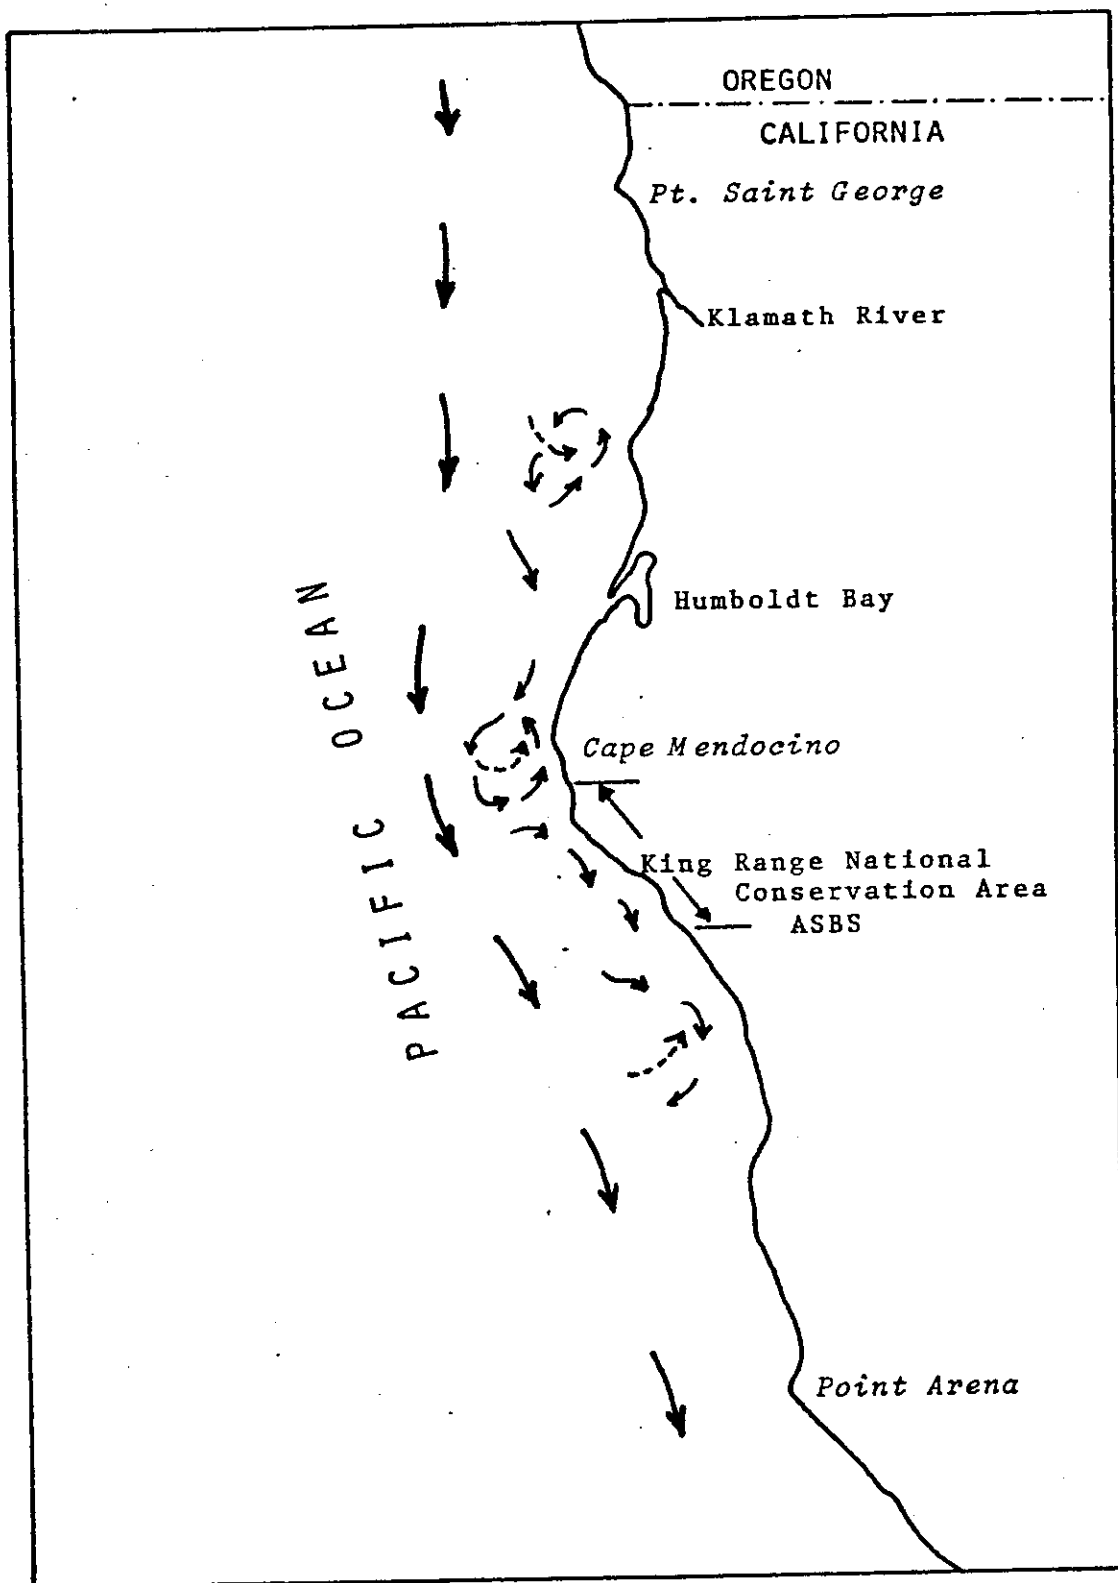 OREGON
CALIFORNIA
Pt. Saint George
Klamath River
Humboldt Bay
PACIFIC OCEAN
Cape Mendocino
King Range National
Conservation Area
ASBS
Point Arena